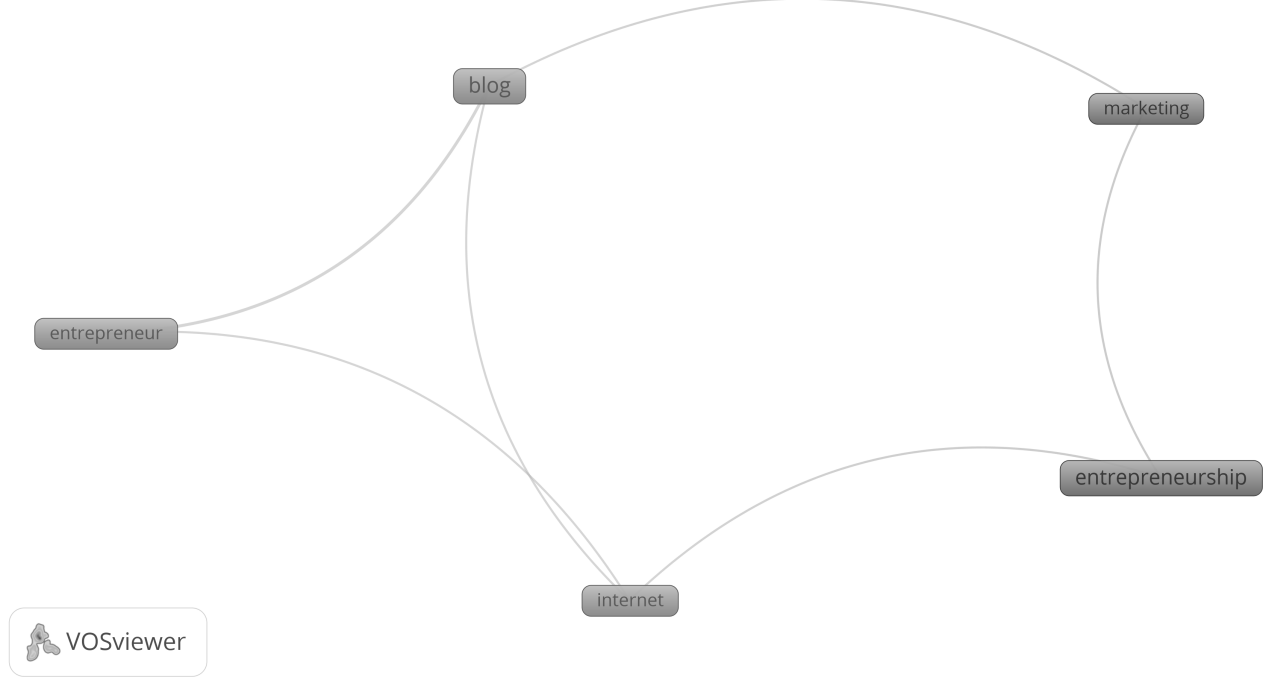 blog
marketing
entrepreneur
entrepreneurship
internet
VOSviewer